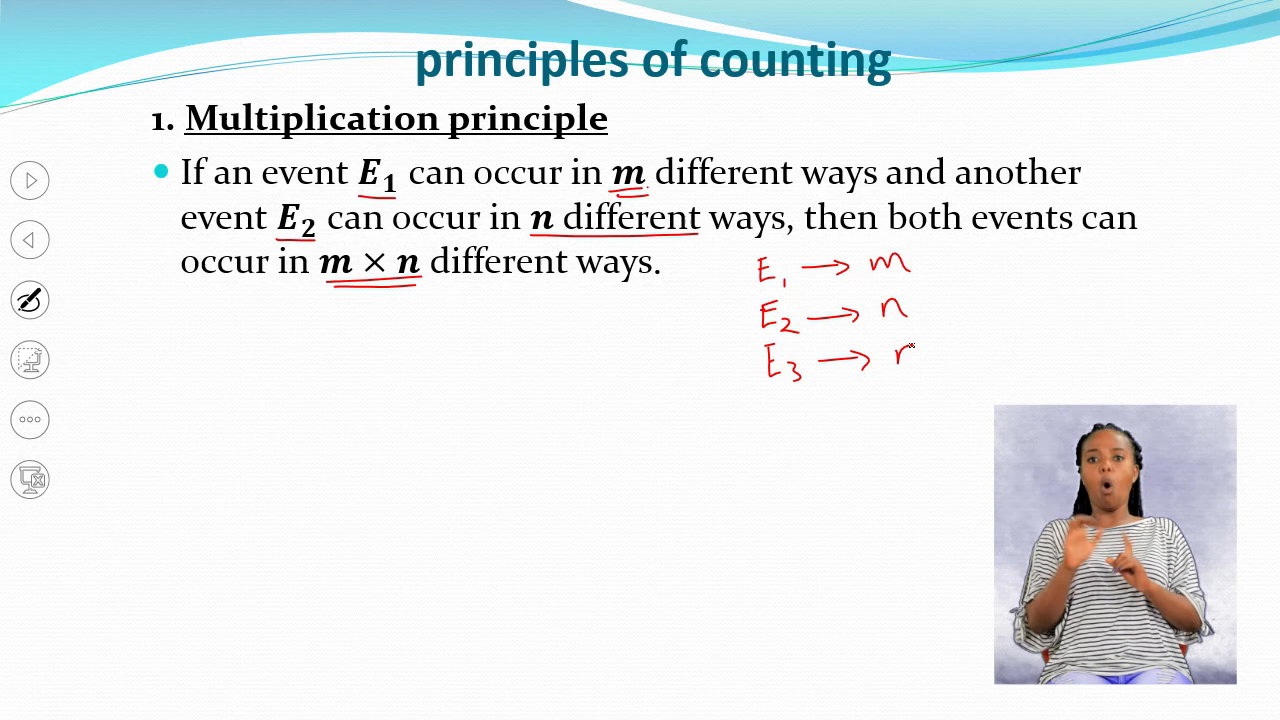 principles of counting
1. Multiplication principle
If an event E₁ can occur in m different ways and another
event E₂ can occur in n different ways, then both events can
occur in m × n different ways.
E₁ → m
E₂ → n
E₃ → r